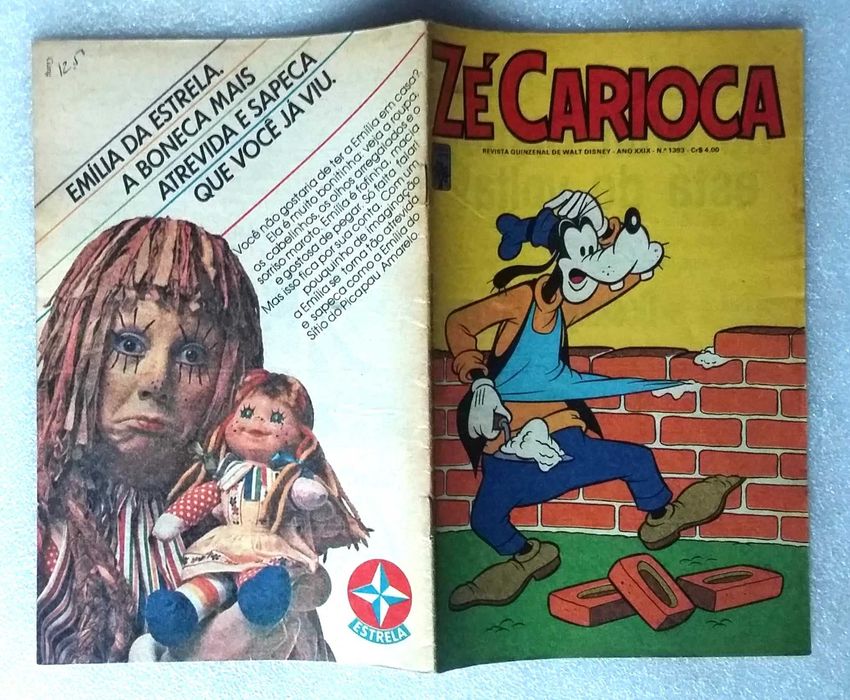 12,5
EMÍLIA DA ESTRELA.
A BONECA MAIS
ATREVIDA E SAPECA
QUE VOCÊ JÁ VIU.
Você não gostaria de ter a Emília em casa?
Ela é muito bonitinha: veja a roupa,
os cabelinhos, os olhos arregalados e o
sorriso maroto. Emília é fofinha, macia
e gostosa de pegar. Só falta falar!
Mas isso fica por sua conta. Com um
pouquinho de imaginação
a Emília se torna tão atrevida
e sapeca como a Emília do
Sítio do Picapau Amarelo.
ESTRELA
ZÉ CARIOCA
REVISTA QUINZENAL DE WALT DISNEY - ANO XXIX - N.º 1393 - Cr$ 4,00